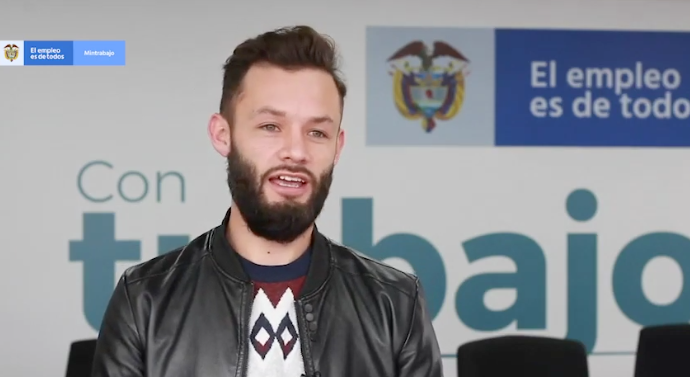 El empleo
es de todos
Mintrabajo
El empleo
es de todo
Con
t bajo